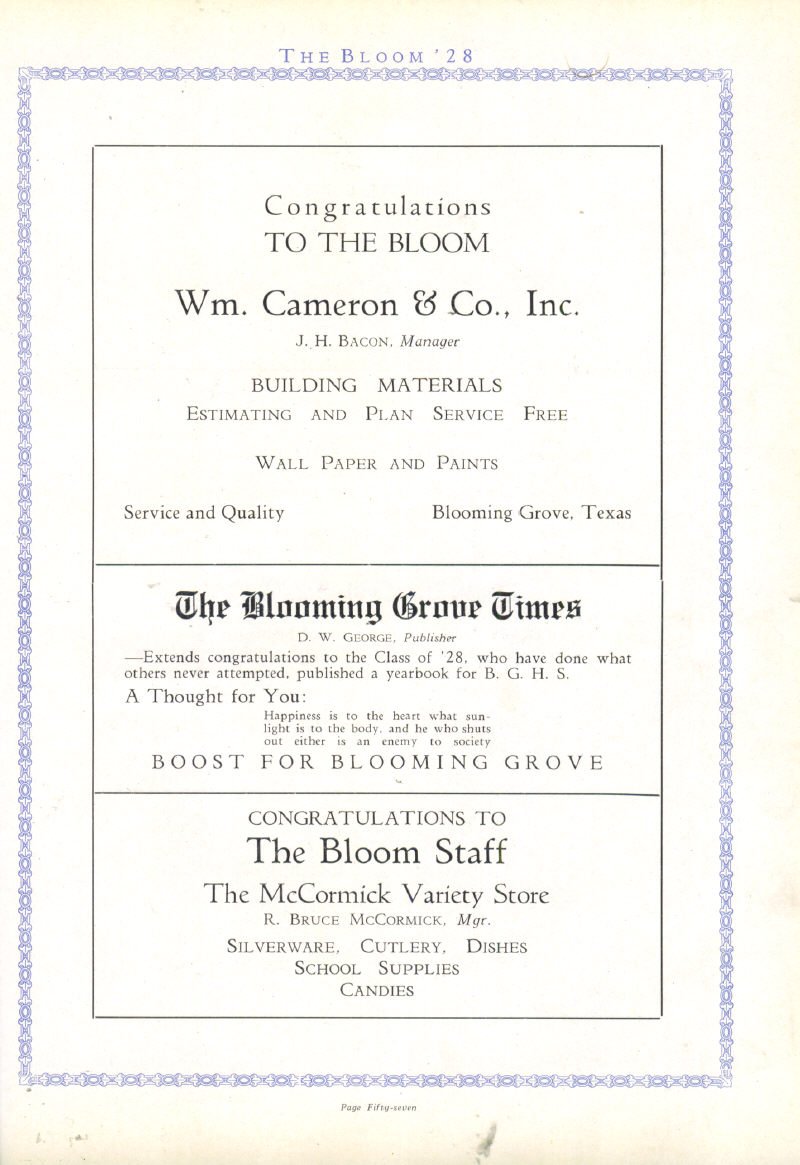 THE BLOOM '28
Congratulations
TO THE BLOOM
Wm. Cameron & Co., Inc.
J. H. BACON, Manager
BUILDING MATERIALS
ESTIMATING AND PLAN SERVICE FREE
WALL PAPER AND PAINTS
Service and Quality Blooming Grove, Texas
The Blooming Grove Times
D. W. GEORGE, Publisher
—Extends congratulations to the Class of '28, who have done what
others never attempted, published a yearbook for B. G. H. S.
A Thought for You:
Happiness is to the heart what sun-
light is to the body, and he who shuts
out either is an enemy to society
BOOST FOR BLOOMING GROVE
CONGRATULATIONS TO
The Bloom Staff
The McCormick Variety Store
R. BRUCE MCCORMICK, Mgr.
SILVERWARE, CUTLERY, DISHES
SCHOOL SUPPLIES
CANDIES
Page Fifty-seven